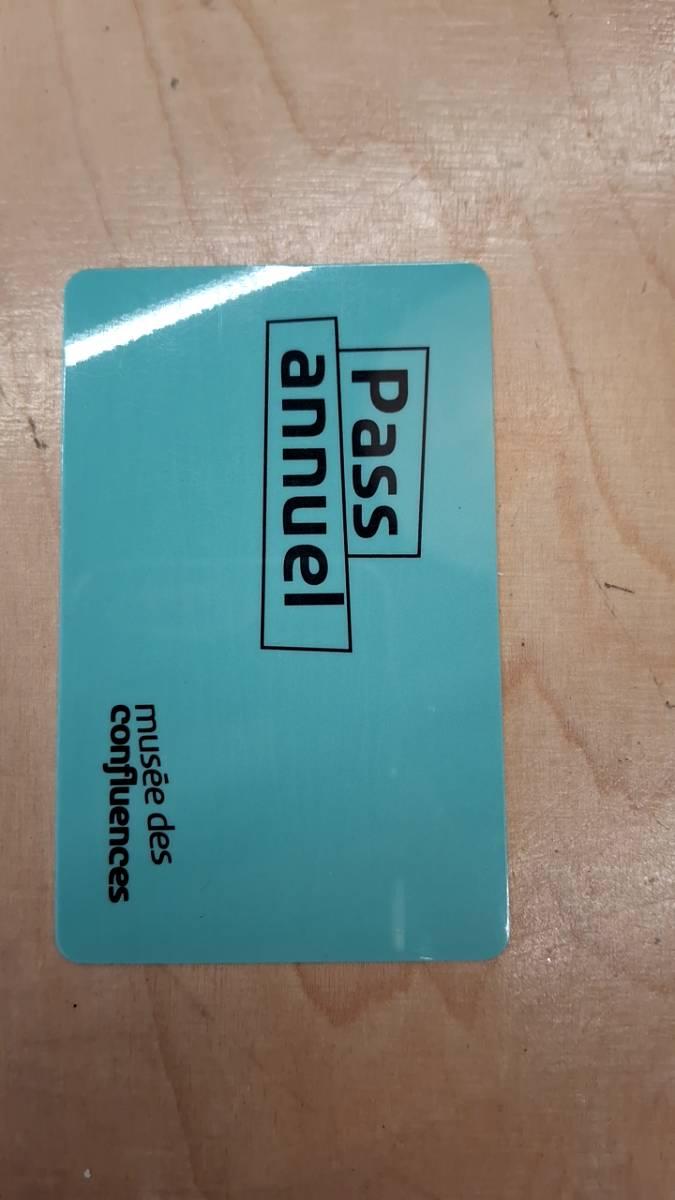 Pass
annuel
musée des
confluences